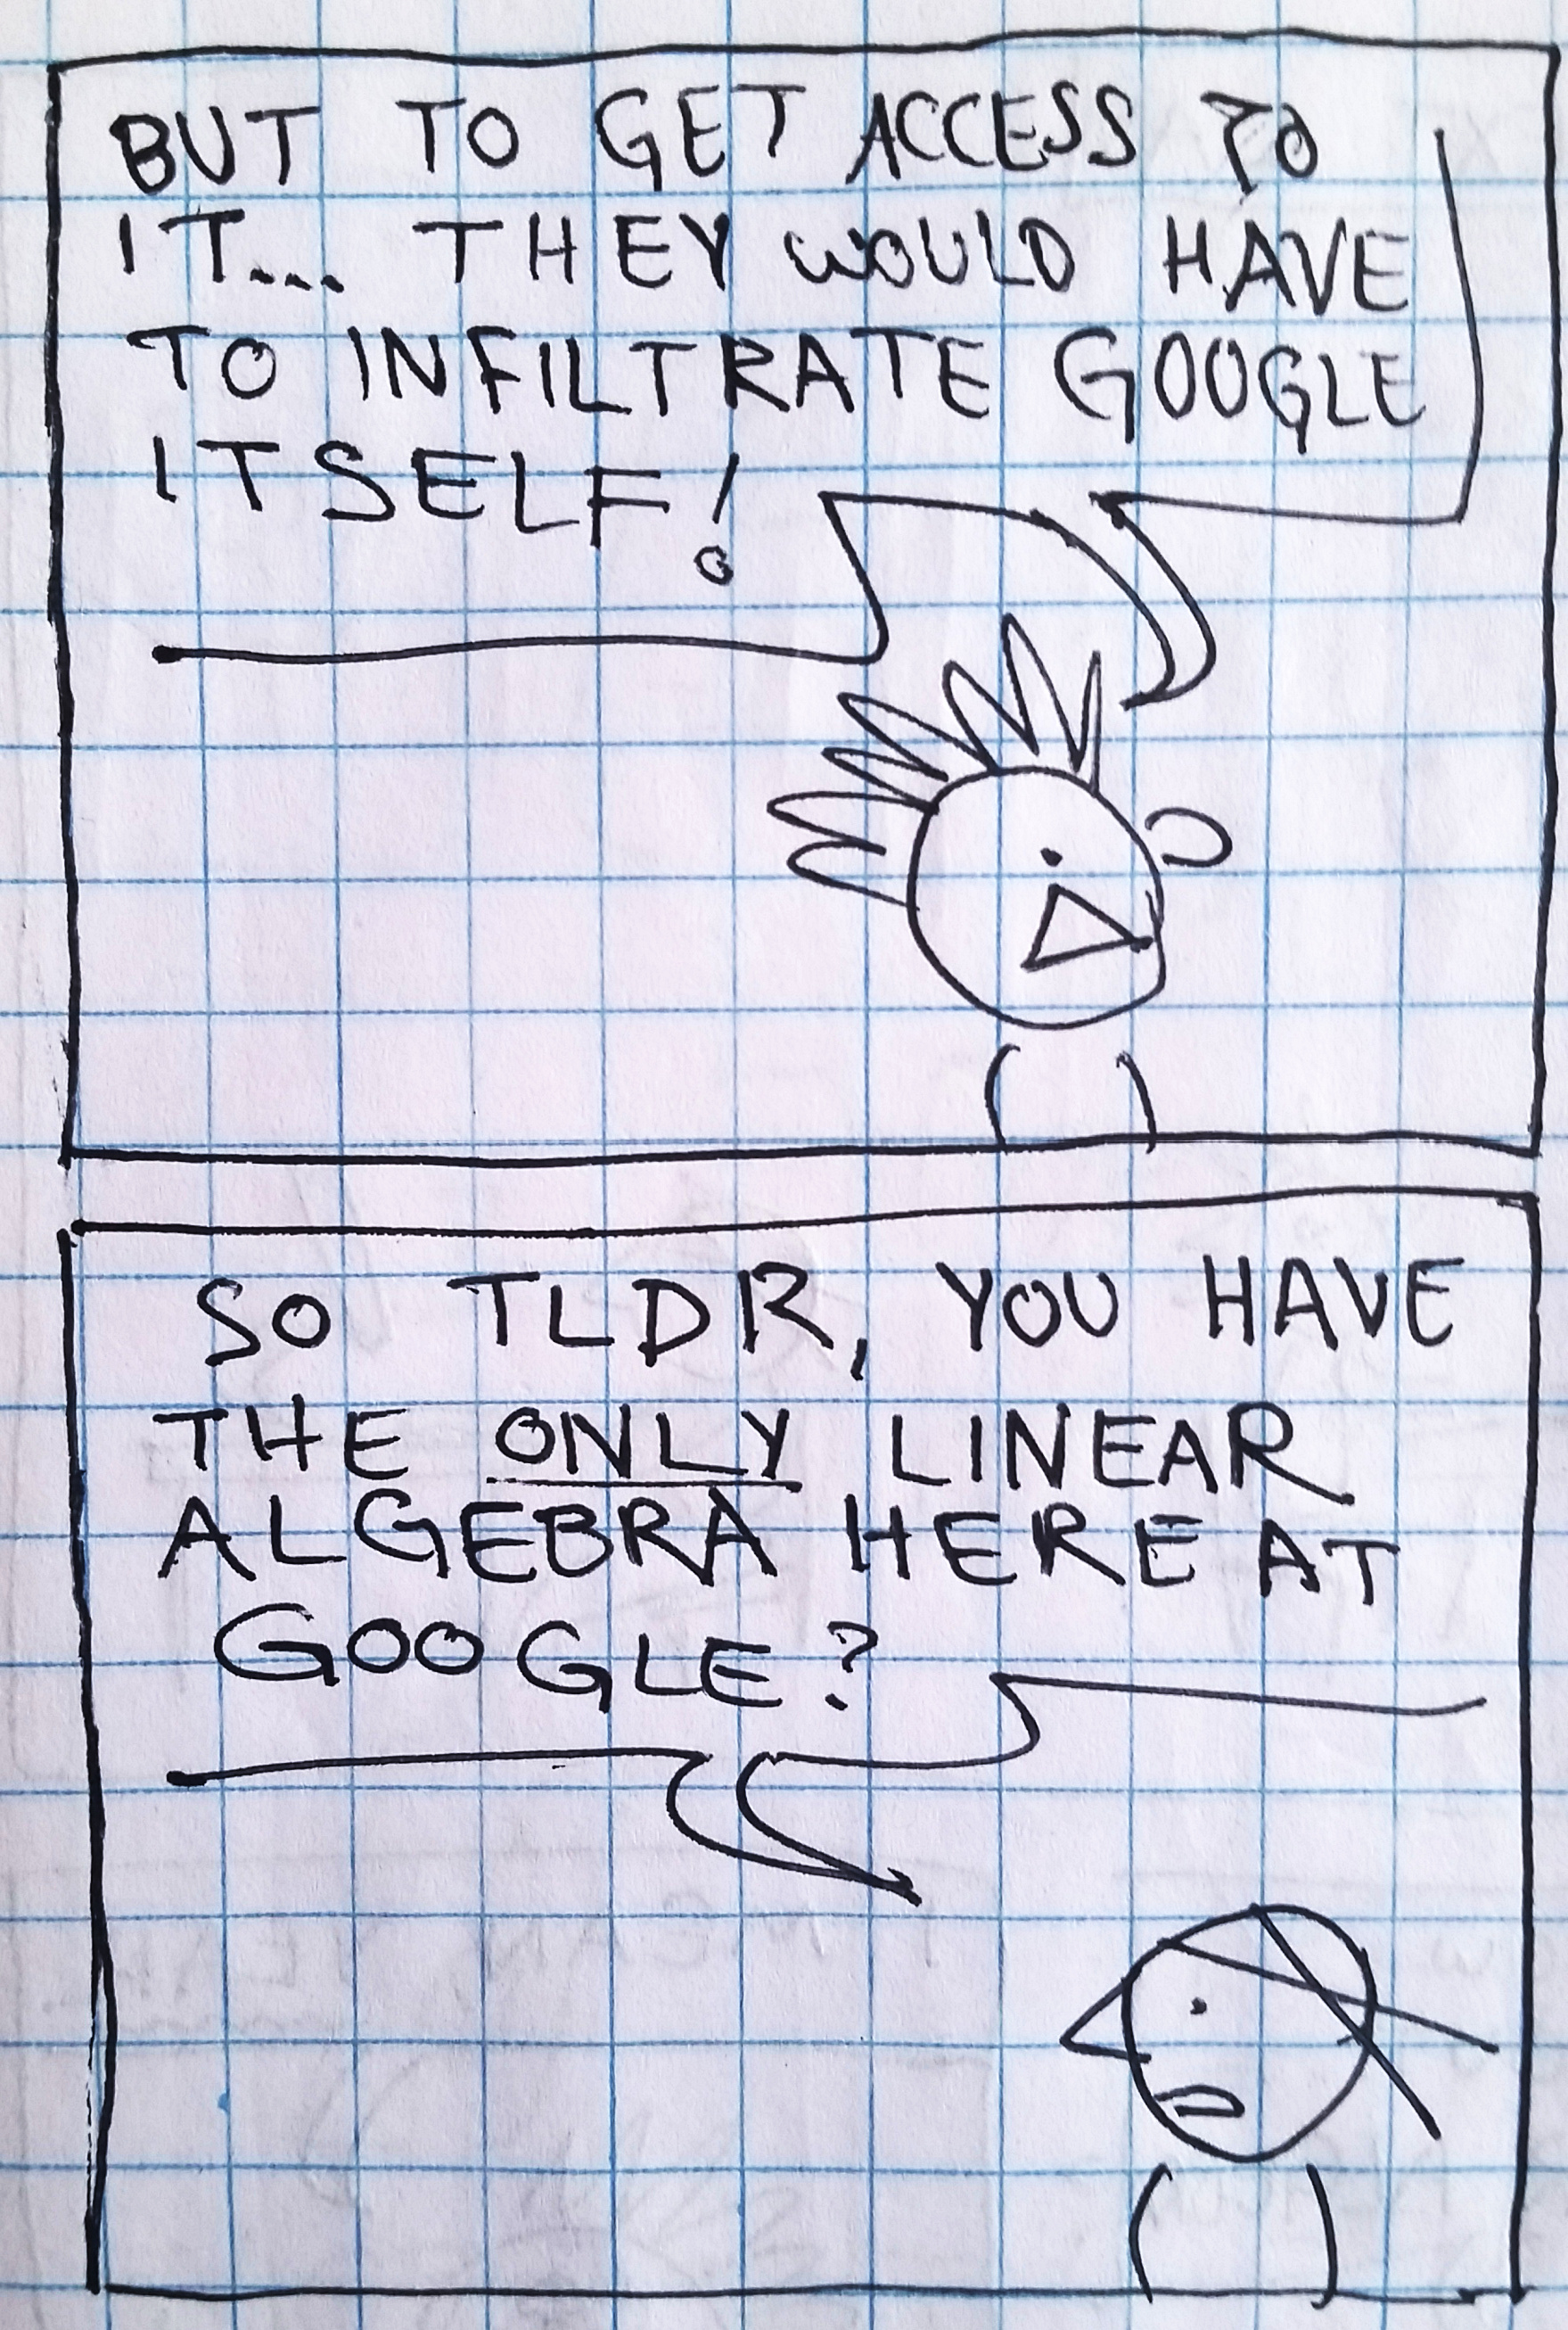 BUT TO GET ACCESS TO
IT... THEY WOULD HAVE
TO INFILTRATE GOOGLE
ITSELF!
SO TLDR, YOU HAVE
THE ONLY LINEAR
ALGEBRA HERE AT
GOOGLE?